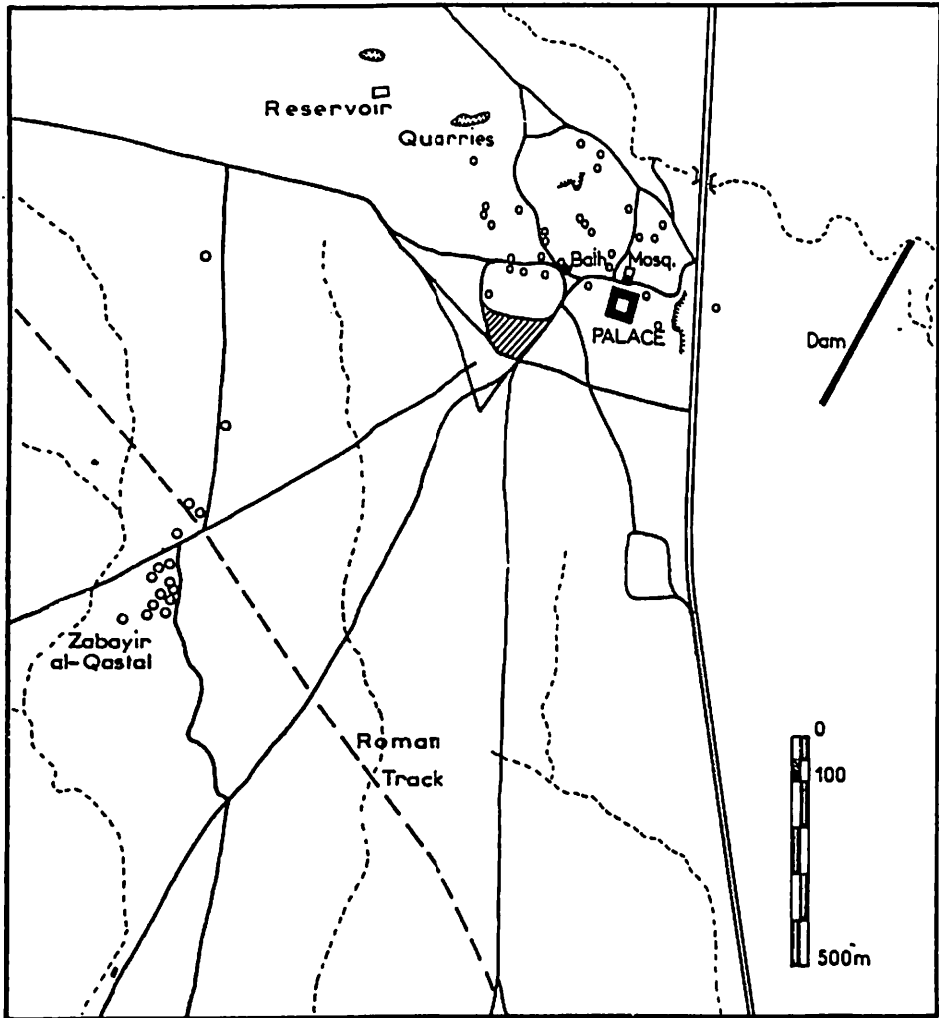 Reservoir
Quarries
Bath
Mosq.
PALACE
Dam
Zabayir
al-Qastal
Roman
Track
0
100
500m